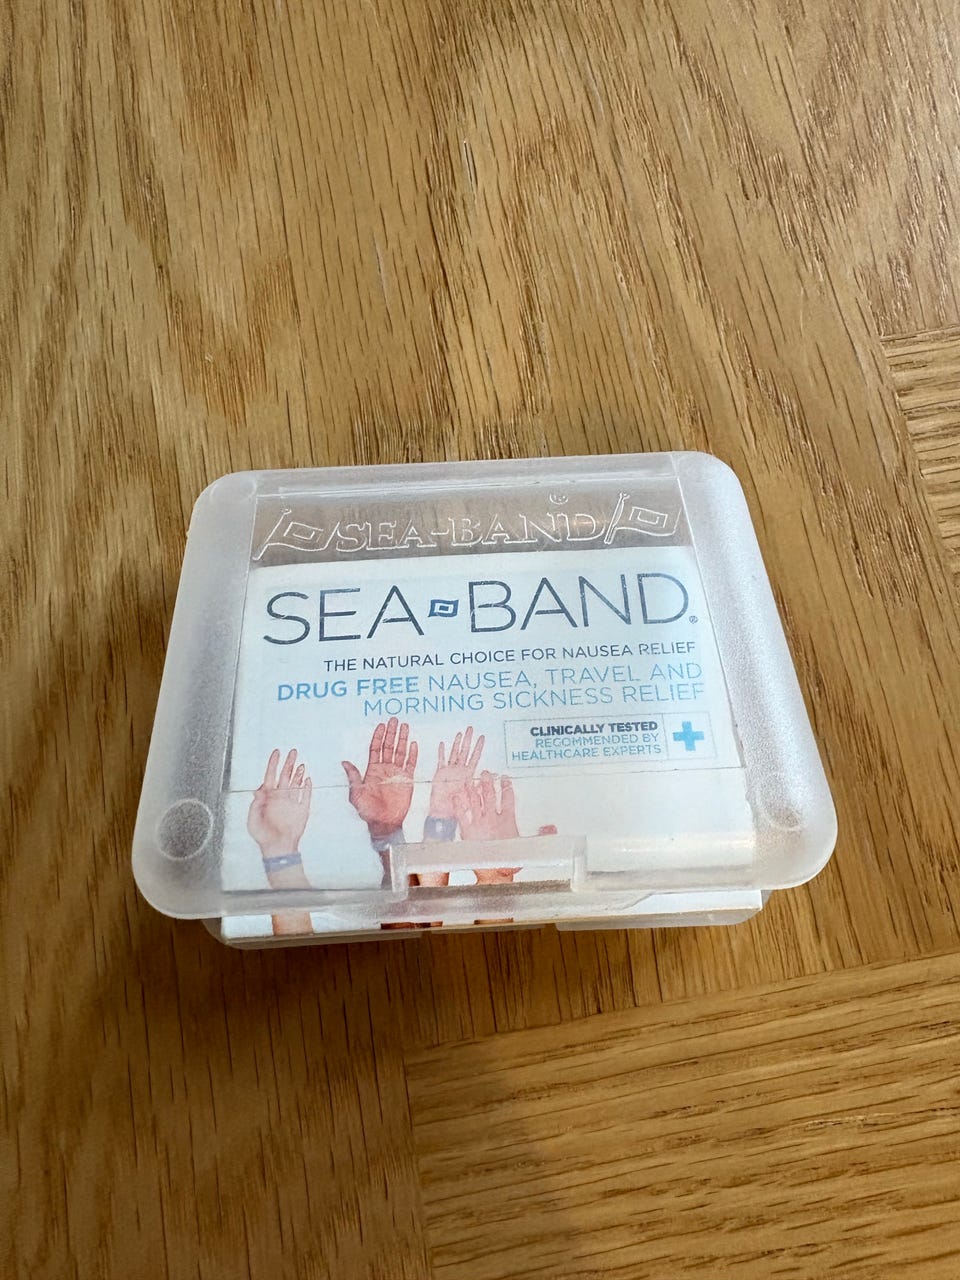 SEA-BAND
SEA BAND®
THE NATURAL CHOICE FOR NAUSEA RELIEF
DRUG FREE NAUSEA, TRAVEL AND
MORNING SICKNESS RELIEF
CLINICALLY TESTED
RECOMMENDED BY
HEALTHCARE EXPERTS